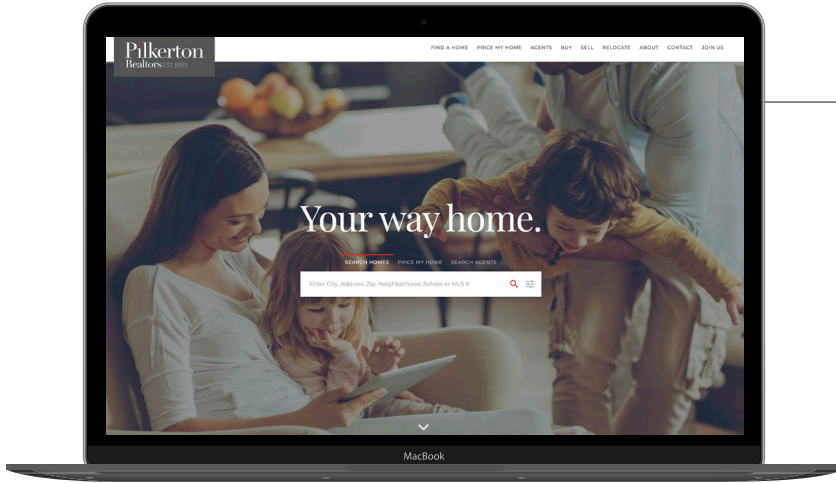 Pilkerton
Realtors EST 1969
FIND A HOME PRICE MY HOME AGENTS BUY SELL RELOCATE ABOUT CONTACT JOIN US
Your way home.
SEARCH HOMES PRICE MY HOME SEARCH AGENTS
Enter City, Address, Zip, Neighborhood, School or MLS #
MacBook